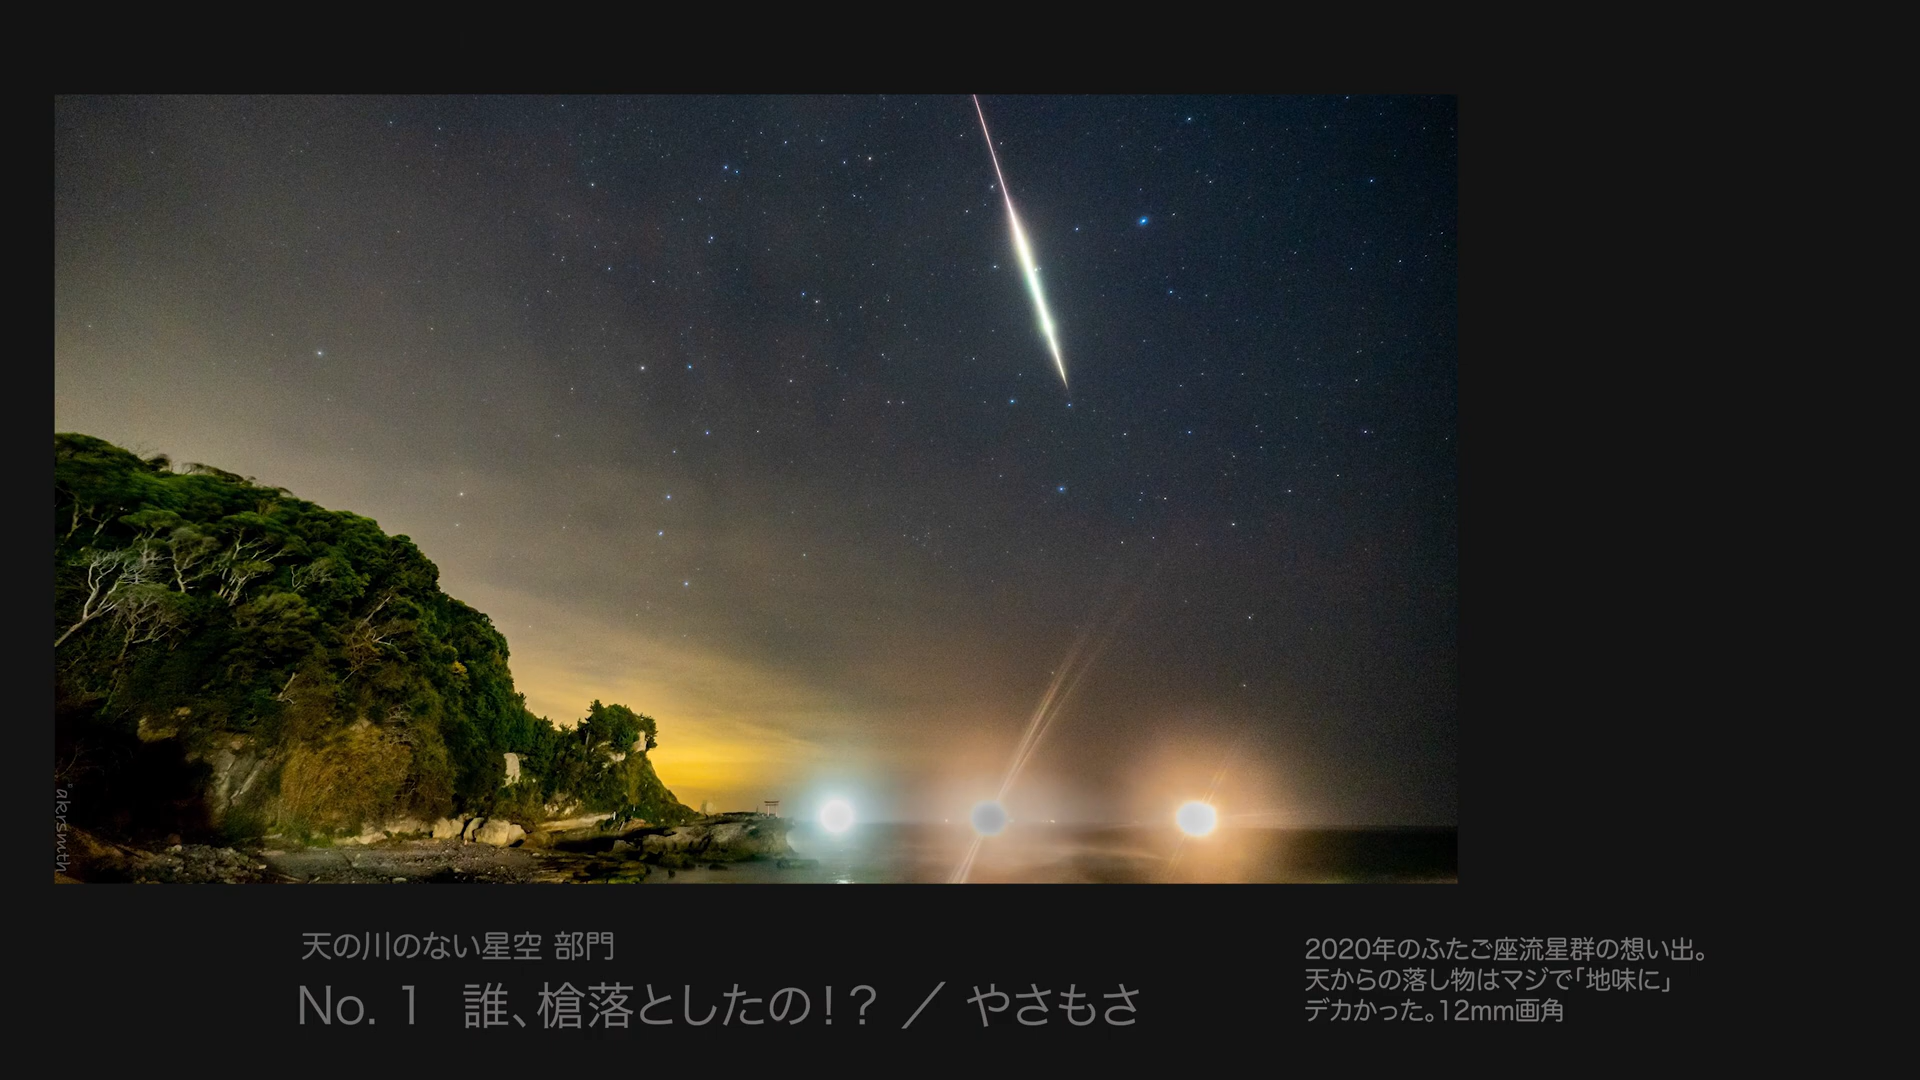 akrsmth
天の川のない星空 部門
No. 1 誰、槍落としたの！？ ／ やさもさ
2020年のふたご座流星群の想い出。
天からの落し物はマジで「地味に」
デカかった。12mm画角